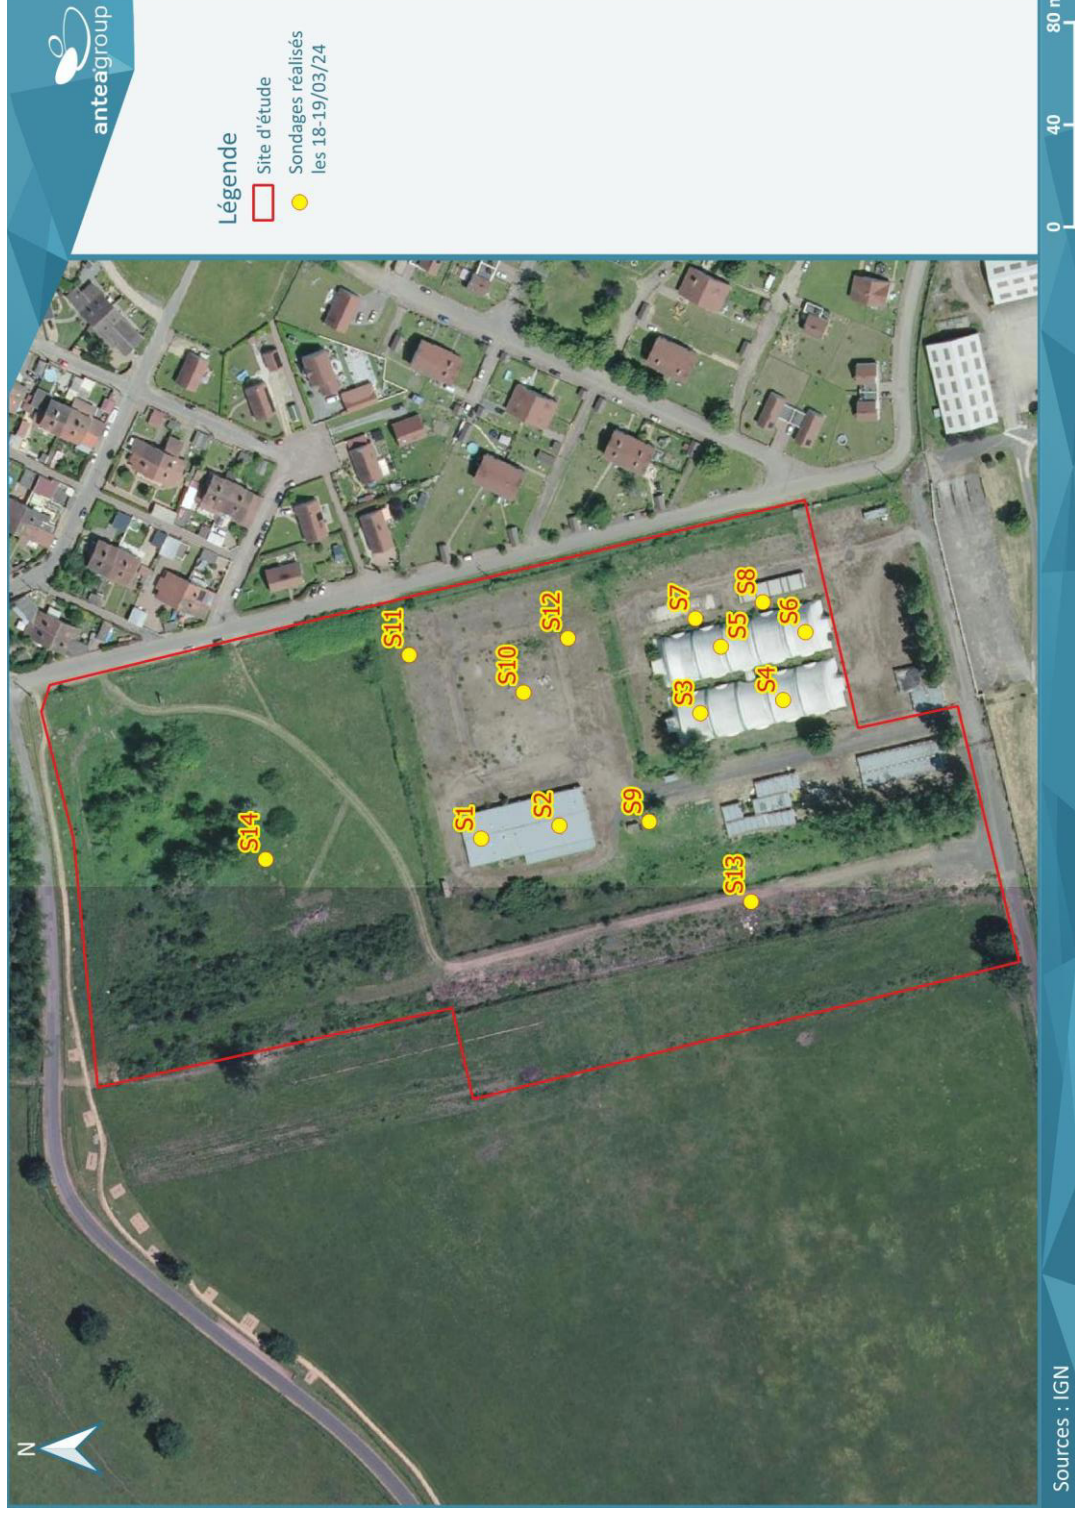 anteagroup
Légende
Site d'étude
Sondages réalisés
les 18-19/03/24
N
S14
S11
S1
S10
S2
S12
S9
S3
S7
S13
S5
S4
S8
S6
0 40 80 m
Sources : IGN